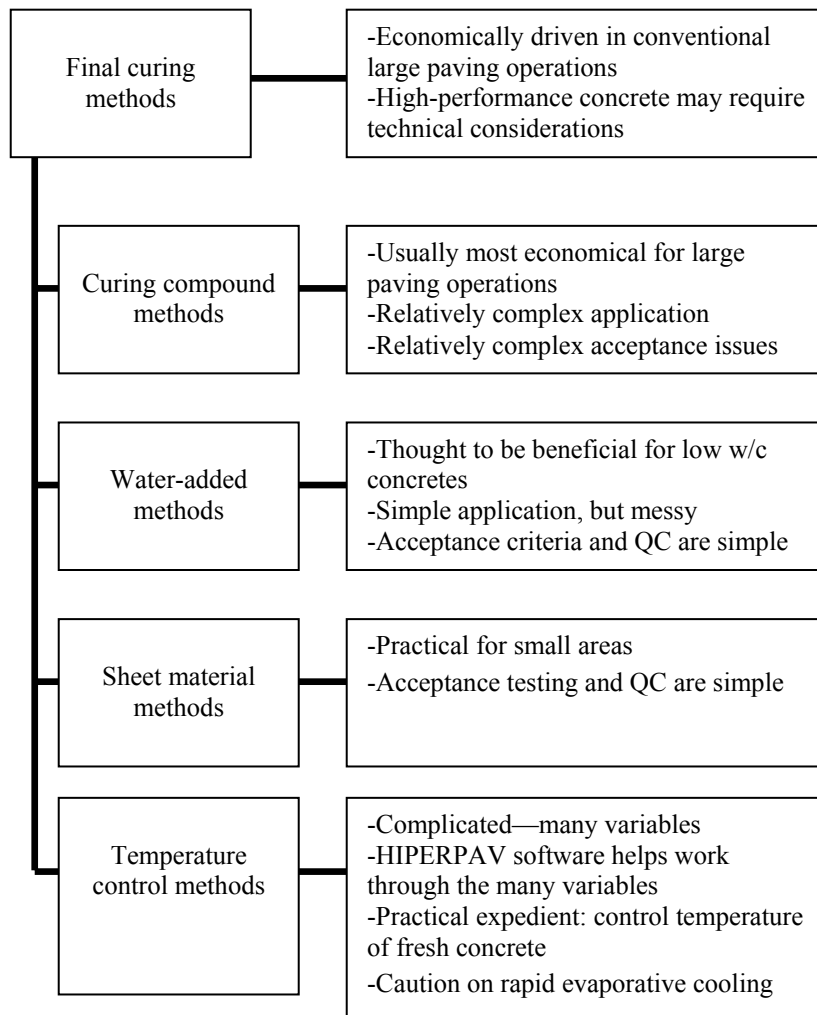 Final curing
methods
-Economically driven in conventional
large paving operations
-High-performance concrete may require
technical considerations
Curing compound
methods
-Usually most economical for large
paving operations
-Relatively complex application
-Relatively complex acceptance issues
Water-added
methods
-Thought to be beneficial for low w/c
concretes
-Simple application, but messy
-Acceptance criteria and QC are simple
Sheet material
methods
-Practical for small areas
-Acceptance testing and QC are simple
Temperature
control methods
-Complicated—many variables
-HIPERPAV software helps work
through the many variables
-Practical expedient: control temperature
of fresh concrete
-Caution on rapid evaporative cooling